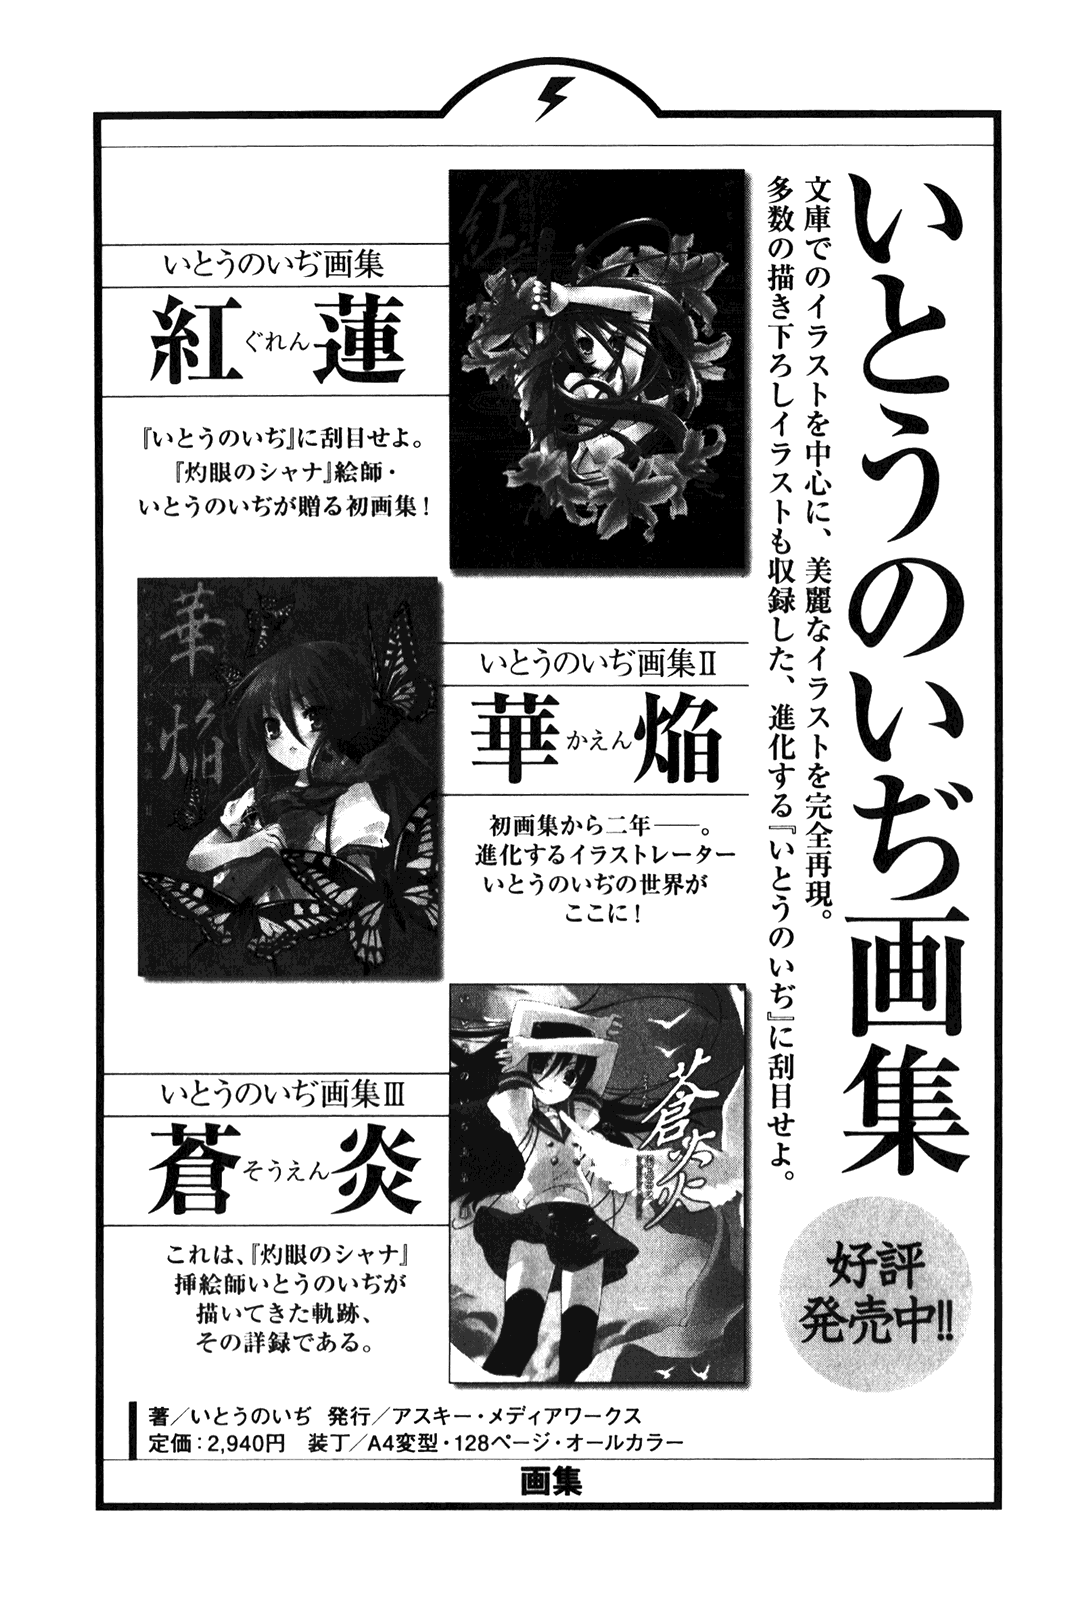 いとうのいぢ画集
文庫でのイラストを中心に、美麗なイラストを完全再現。
多数の描き下ろしイラストも収録した、進化する『いとうのいぢ』に刮目せよ。
好評
発売中!!
紅
いとうのいぢ画集
紅ぐれん蓮
『いとうのいぢ』に刮目せよ。
『灼眼のシャナ』絵師・
いとうのいぢが贈る初画集!
華焔
いとうのいぢ画集Ⅱ
華かえん焔
初画集から二年――。
進化するイラストレーター
いとうのいぢの世界が
ここに!
蒼炎
いとうのいぢ画集Ⅲ
蒼そうえん炎
これは、『灼眼のシャナ』
挿絵師いとうのいぢが
描いてきた軌跡、
その詳録である。
著/いとうのいぢ 発行/アスキー・メディアワークス
定価:2,940円 装丁/A4変型・128ページ・オールカラー
画集